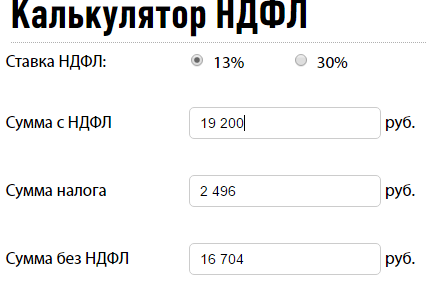 Калькулятор НДФЛ
Ставка НДФЛ: 13% 30%
Сумма с НДФЛ 19 200 руб.
Сумма налога 2 496 руб.
Сумма без НДФЛ 16 704 руб.